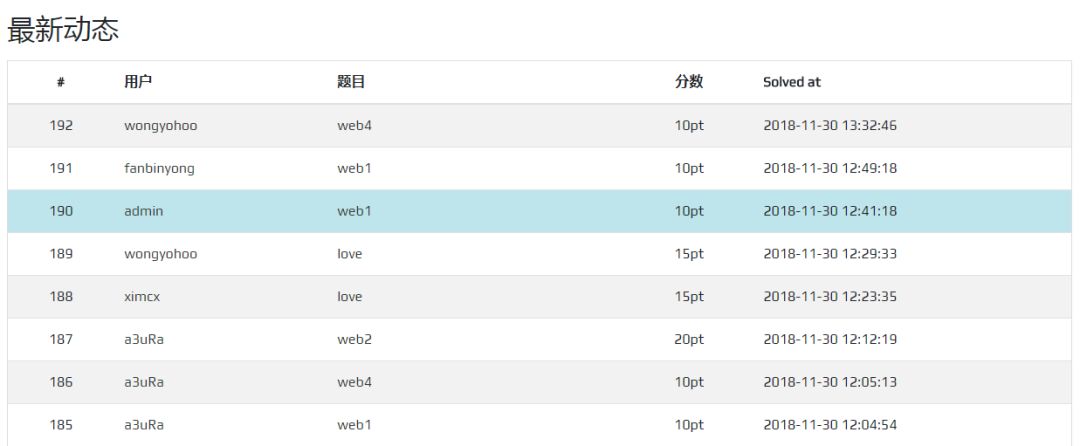 最新动态
# 用户 题目 分数 Solved at
192 wongyohoo web4 10pt 2018-11-30 13:32:46
191 fanbinyong web1 10pt 2018-11-30 12:49:18
190 admin web1 10pt 2018-11-30 12:41:18
189 wongyohoo love 15pt 2018-11-30 12:29:33
188 ximcx love 15pt 2018-11-30 12:23:35
187 a3uRa web2 20pt 2018-11-30 12:12:19
186 a3uRa web4 10pt 2018-11-30 12:05:13
185 a3uRa web1 10pt 2018-11-30 12:04:54